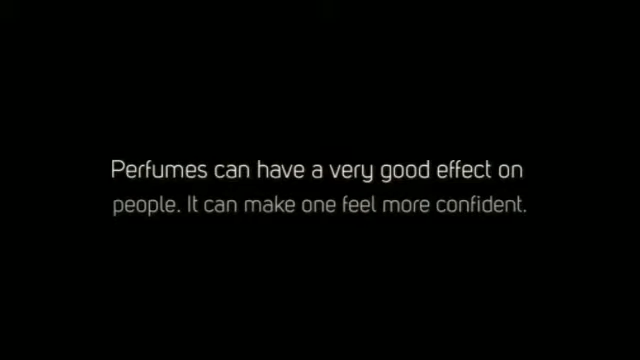 Perfumes can have a very good effect on
people. It can make one feel more confident.